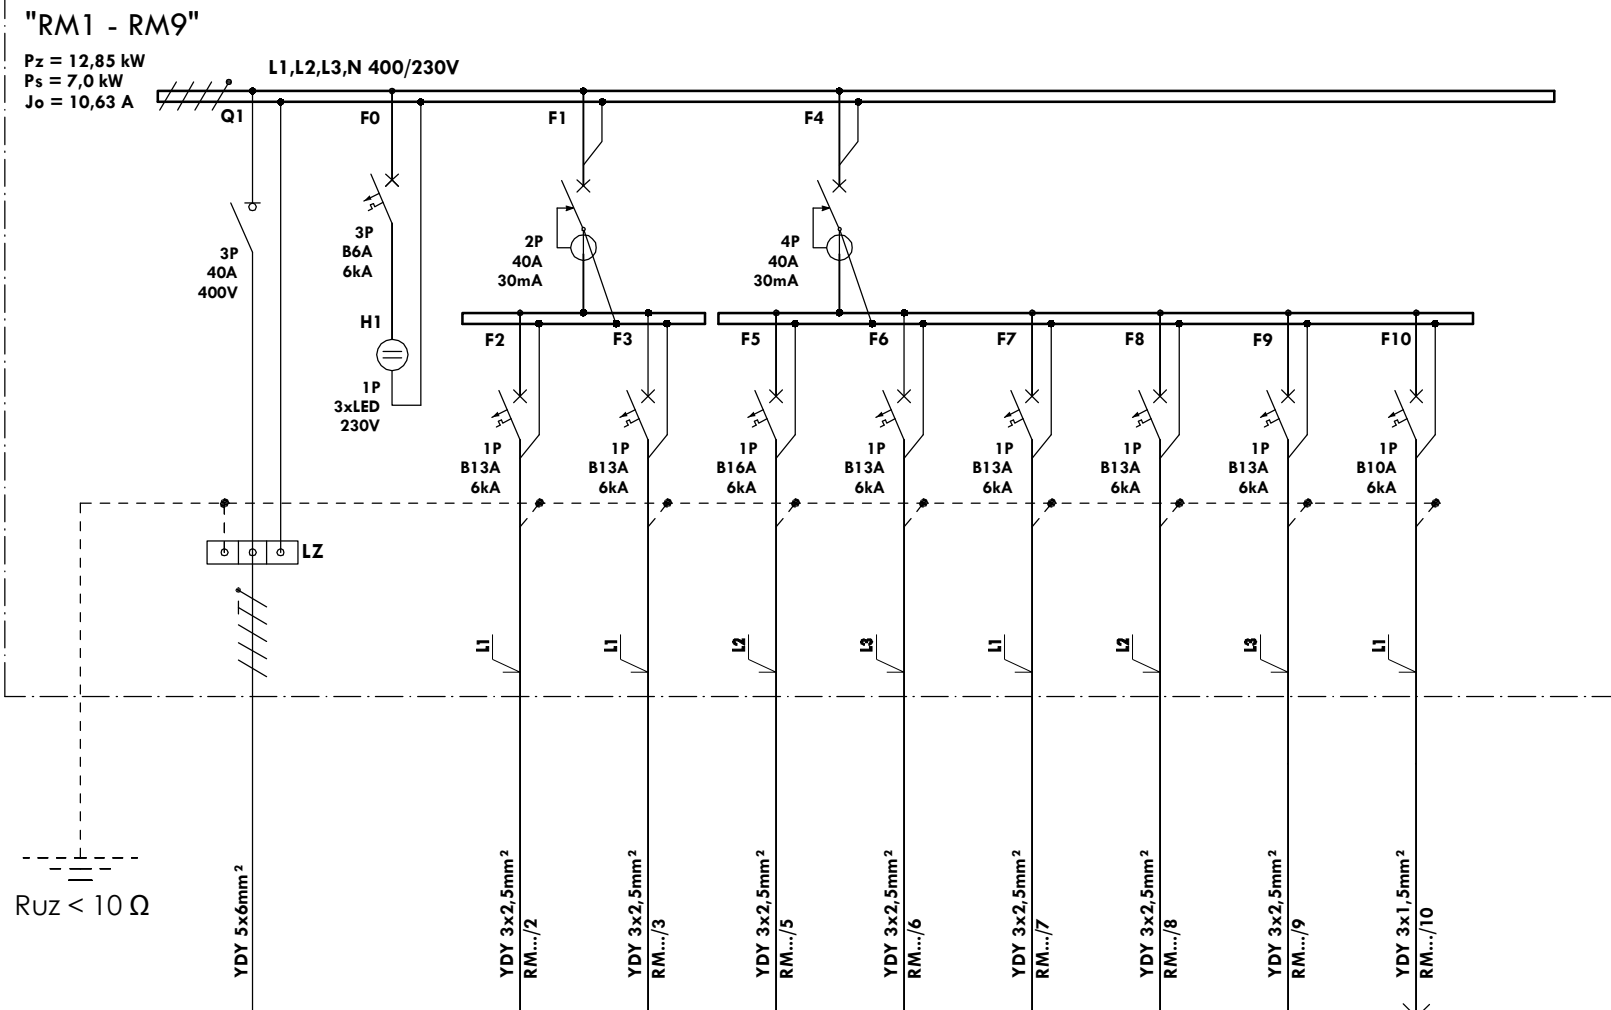 "RM1 - RM9"
Pz = 12,85 kW
Ps = 7,0 kW
Jo = 10,63 A
L1,L2,L3,N 400/230V
Q1
F0
F1
F4
3P
40A
400V
3P
B6A
6kA
2P
40A
30mA
4P
40A
30mA
H1
1P
3xLED
230V
F2
F3
F5
F6
F7
F8
F9
F10
1P
B13A
6kA
1P
B13A
6kA
1P
B16A
6kA
1P
B13A
6kA
1P
B13A
6kA
1P
B13A
6kA
1P
B13A
6kA
1P
B10A
6kA
LZ
L1
L1
L2
L3
L1
L2
L3
L1
Ruz < 10 Ω
YDY 5x6mm²
YDY 3x2,5mm²
RM.../2
YDY 3x2,5mm²
RM.../3
YDY 3x2,5mm²
RM.../5
YDY 3x2,5mm²
RM.../6
YDY 3x2,5mm²
RM.../7
YDY 3x2,5mm²
RM.../8
YDY 3x2,5mm²
RM.../9
YDY 3x1,5mm²
RM.../10